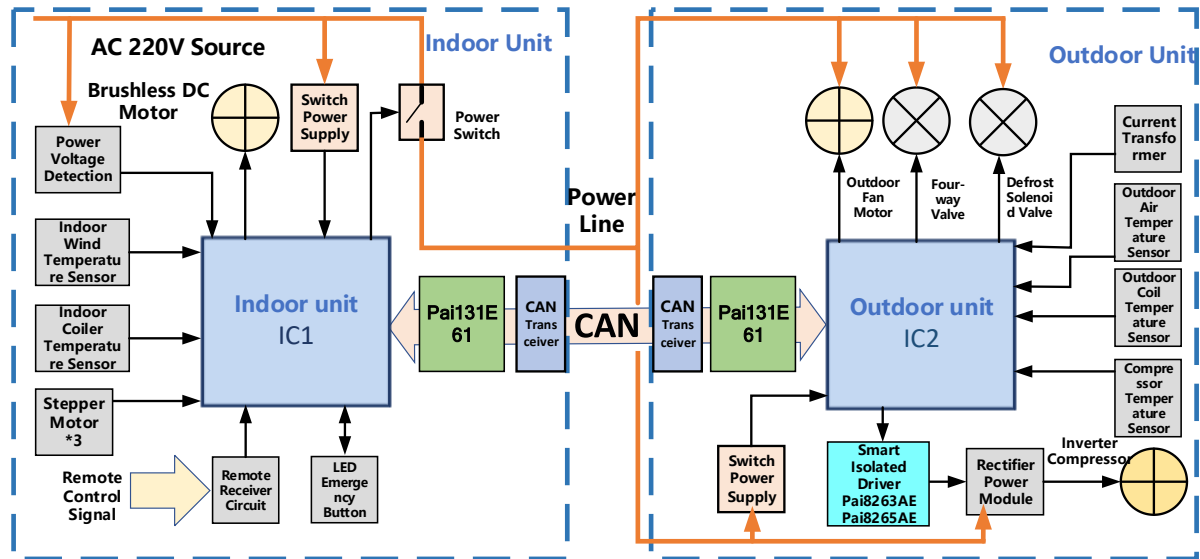 AC 220V Source
Indoor Unit
Brushless DC
Motor
Switch
Power
Supply
Power
Switch
Power
Voltage
Detection
Indoor
Wind
Temperatu
re Sensor
Indoor
Coiler
Temperatu
re Sensor
Stepper
Motor
*3
Remote
Control
Signal
Remote
Receiver
Circuit
LED
Emerge
ncy
Button
Indoor unit
IC1
Pai131E
61
CAN
Trans
ceiver
CAN
Power
Line
CAN
Trans
ceiver
Pai131E
61
Outdoor Unit
Outdoor
Fan
Motor
Four-
way
Valve
Defrost
Solenoi
d Valve
Current
Transfo
rmer
Outdoor
Air
Temper
ature
Sensor
Outdoor
Coil
Temper
ature
Sensor
Compre
ssor
Temper
ature
Sensor
Outdoor unit
IC2
Switch
Power
Supply
Smart
Isolated
Driver
Pai8263AE
Pai8265AE
Rectifier
Power
Module
Inverter
Compressor